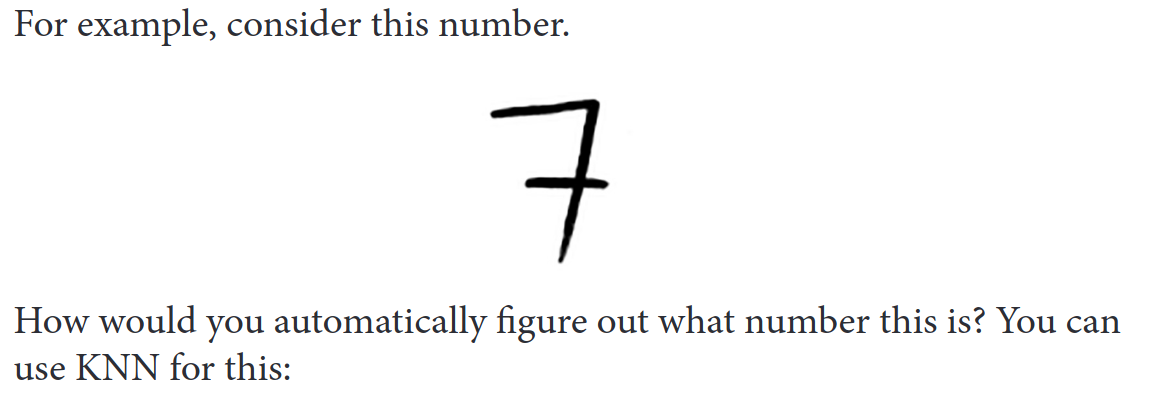 For example, consider this number.
7
How would you automatically figure out what number this is? You can
use KNN for this: